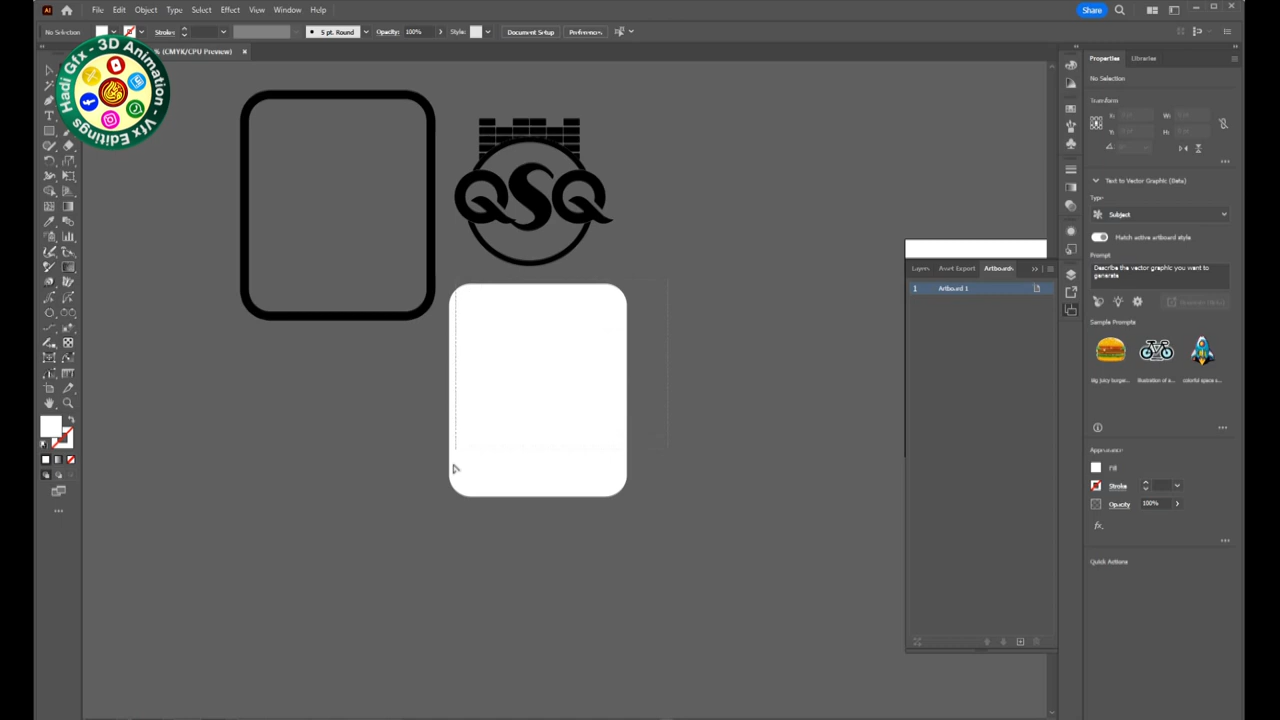 File Edit Object Type Select Effect View Window Help
Share
No Selection
Stroke:
5 pt. Round
Opacity: 100%
Style:
Document Setup
Preferences
% (CMYK/CPU Preview)
Hadi Gfx - 3D Animation - Vfx Editings -
QSQ
Layers
Asset Export
Artboards
1 Artboard 1
Properties
Libraries
No Selection
Transform
X:
W:
Y:
H:
Text to Vector Graphic (Beta)
Type
Subject
Match active artboard style
Prompt
Describe the vector graphic you want to
generate
Generate (Beta)
Sample Prompts
Big juicy burge...
Illustration of a...
colorful space s...
Appearance
Fill
Stroke
Opacity 100%
fx.
Quick Actions